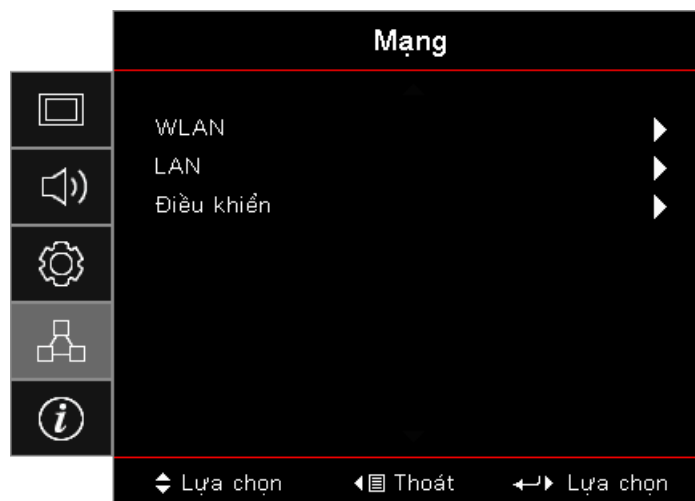 Mạng
WLAN
LAN
Điều khiển
Lựa chọn Thoát Lựa chọn